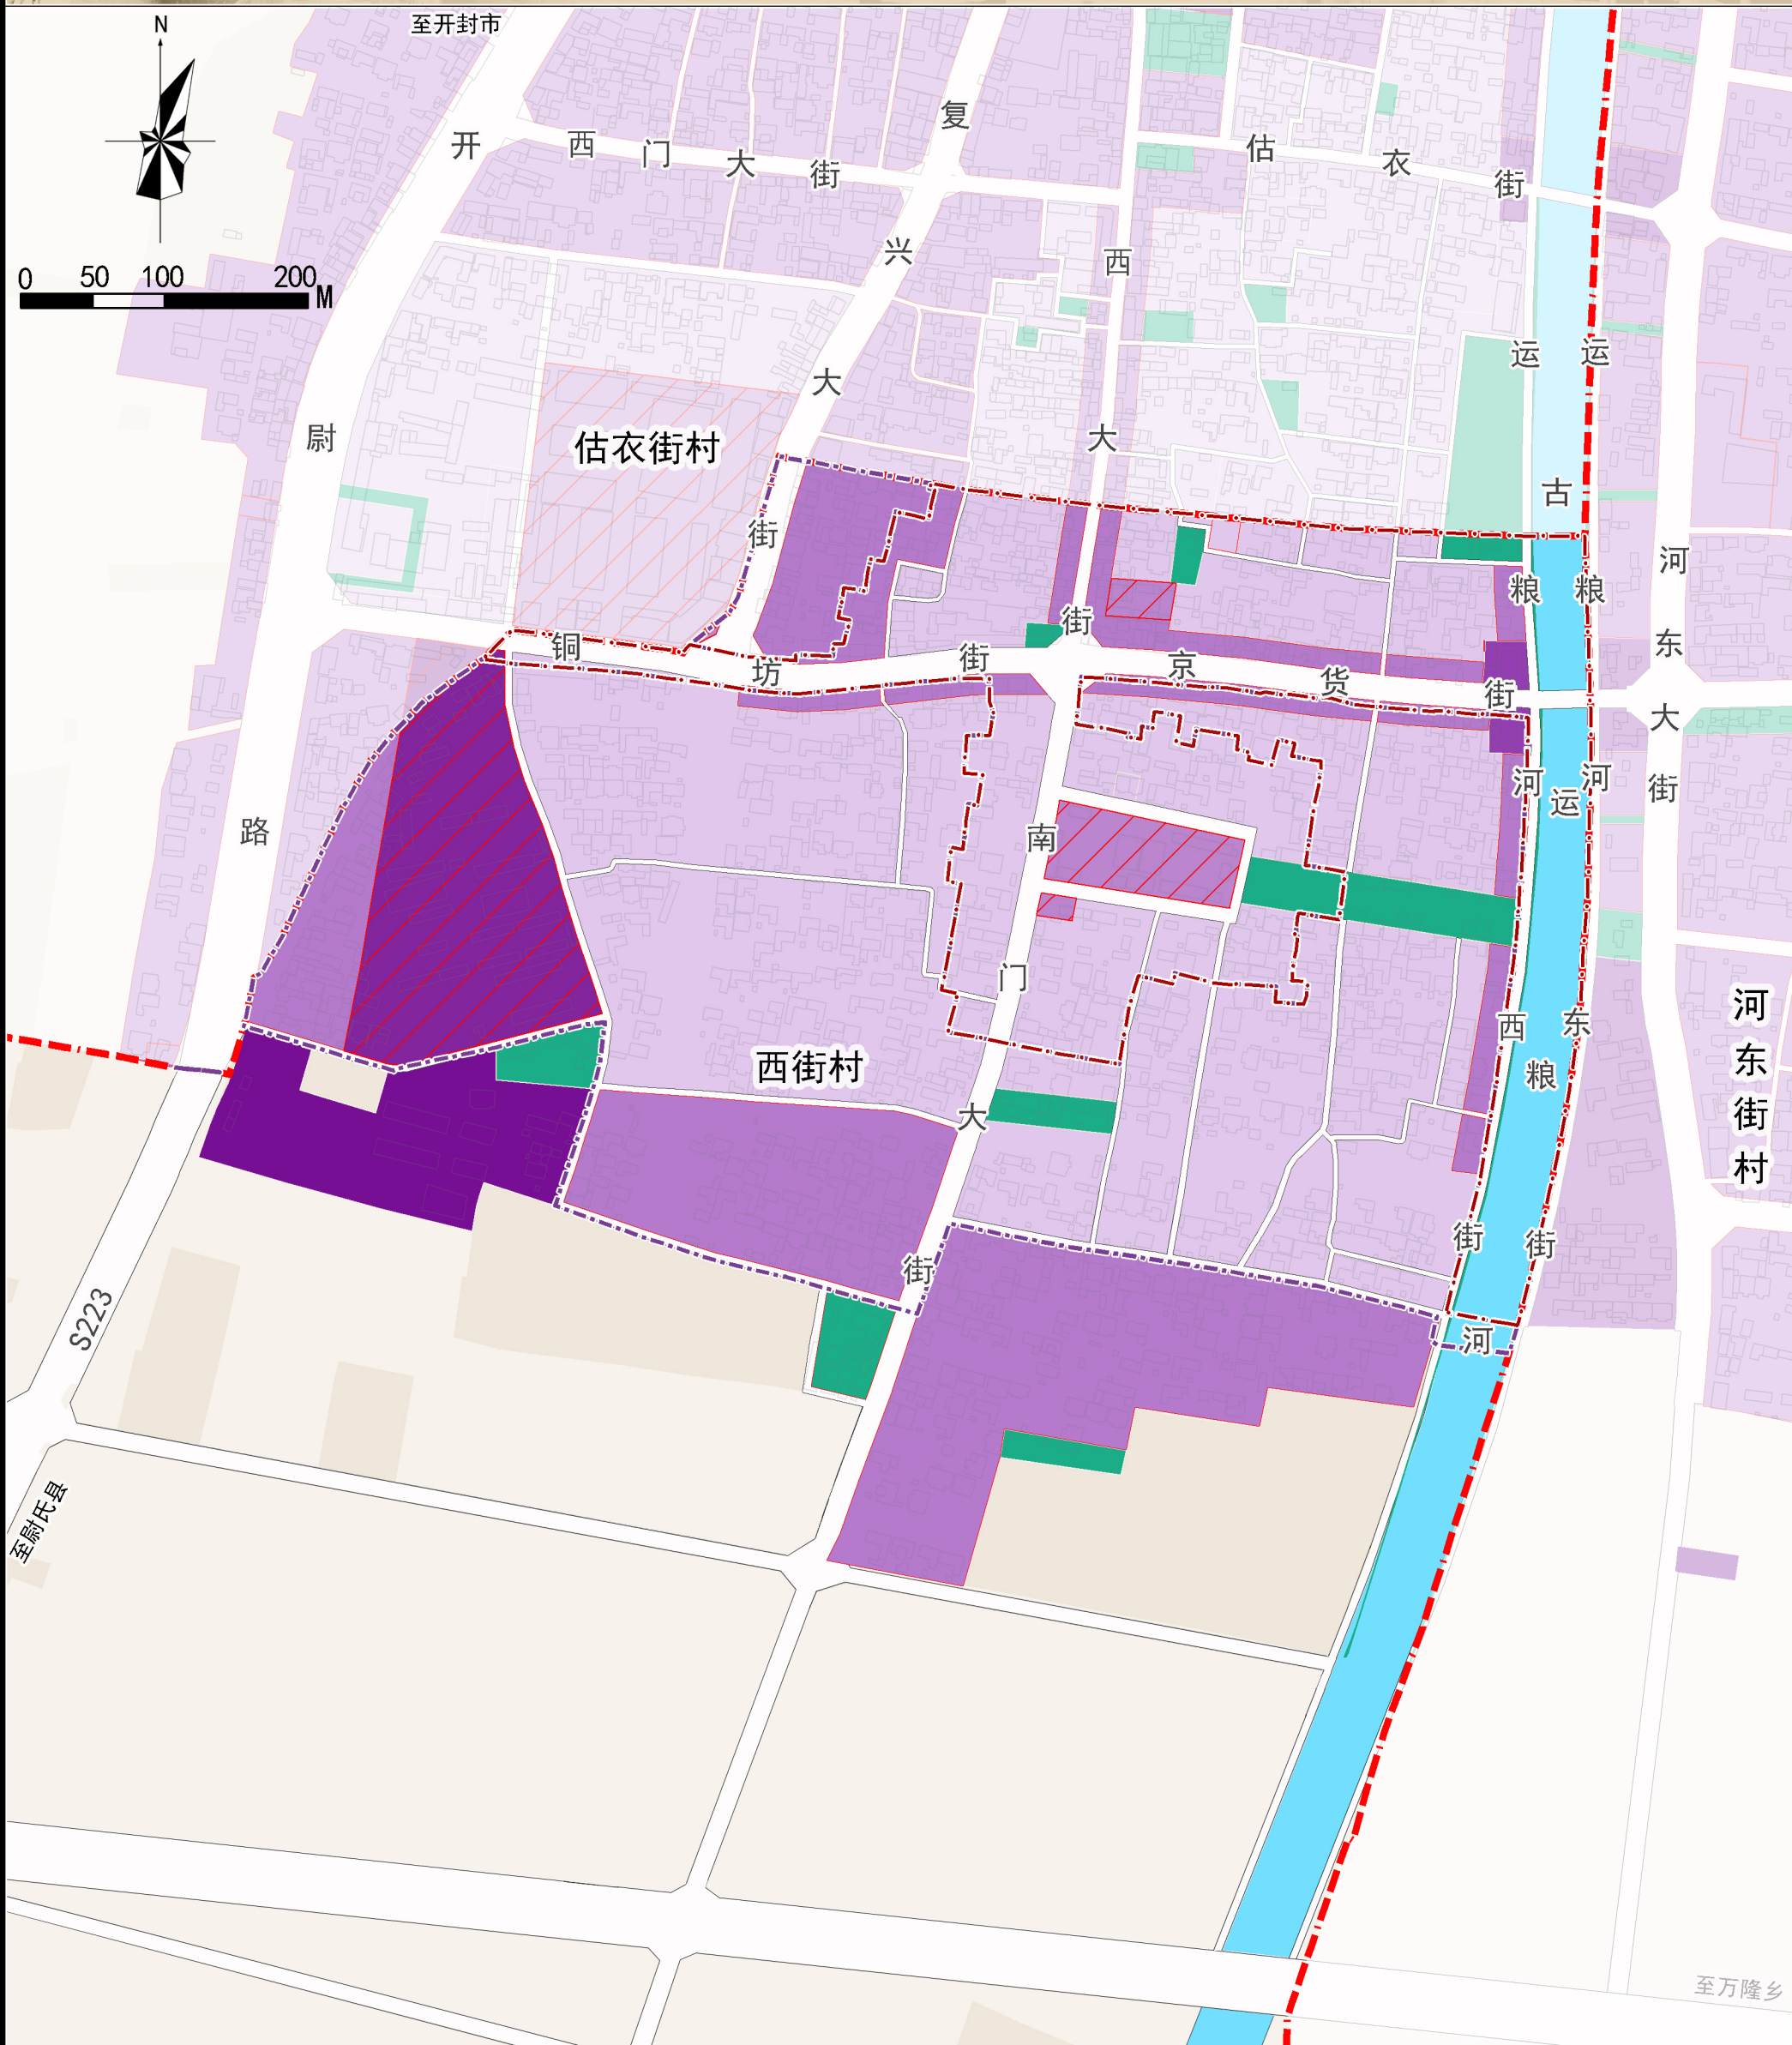 至开封市
N
0 50 100 200 M
开尉路
西门大街
复兴大街
估衣街
西大街
估衣街村
古运粮河
运粮河西街
运粮河东街
河东大街
铜坊街
京货街
南门大街
西街村
河东街村
运粮河
S223
至尉氏县
至万隆乡